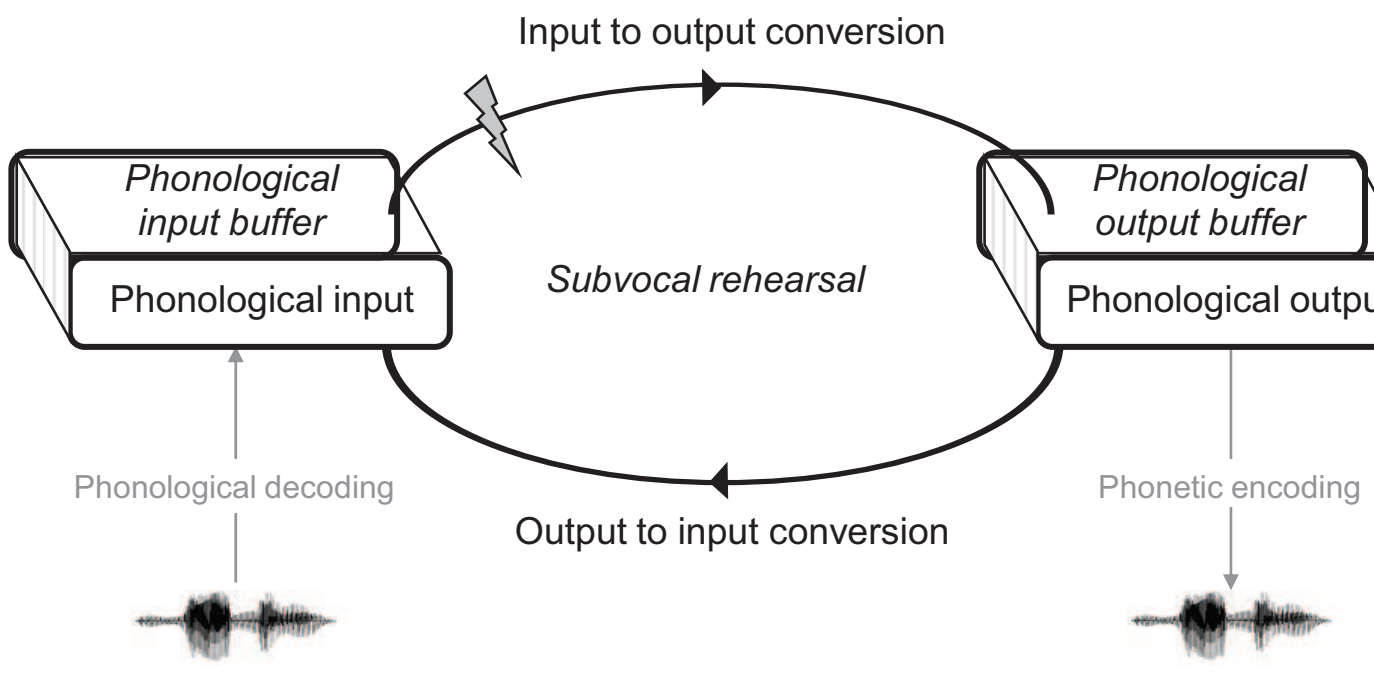 Input to output conversion
Phonological
input buffer
Phonological
output buffer
Subvocal rehearsal
Phonological input
Phonological outpu
Phonological decoding
Phonetic encoding
Output to input conversion